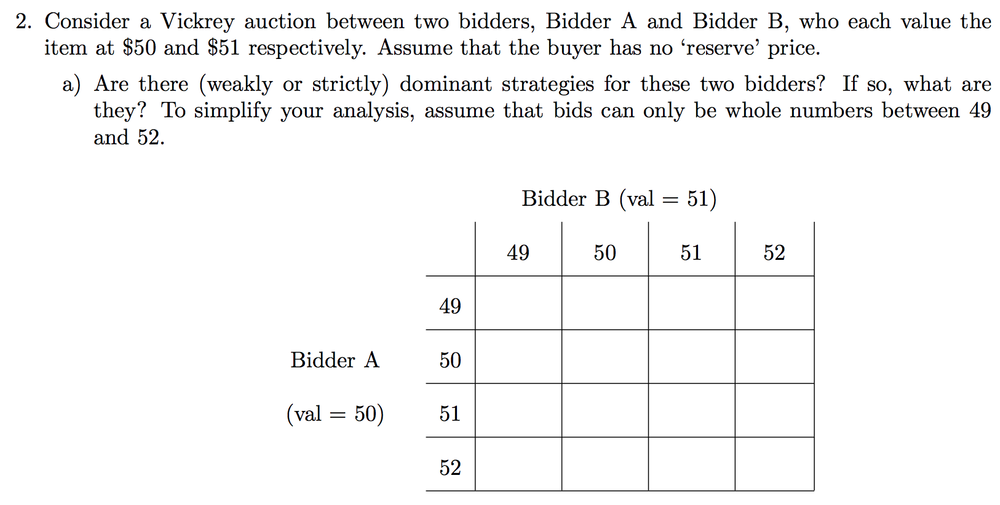 2. Consider a Vickrey auction between two bidders, Bidder A and Bidder B, who each value the
item at $50 and $51 respectively. Assume that the buyer has no ‘reserve’ price.
a) Are there (weakly or strictly) dominant strategies for these two bidders? If so, what are
they? To simplify your analysis, assume that bids can only be whole numbers between 49
and 52.
Bidder B (val = 51)
49 50 51 52
49
Bidder A 50
(val = 50) 51
52